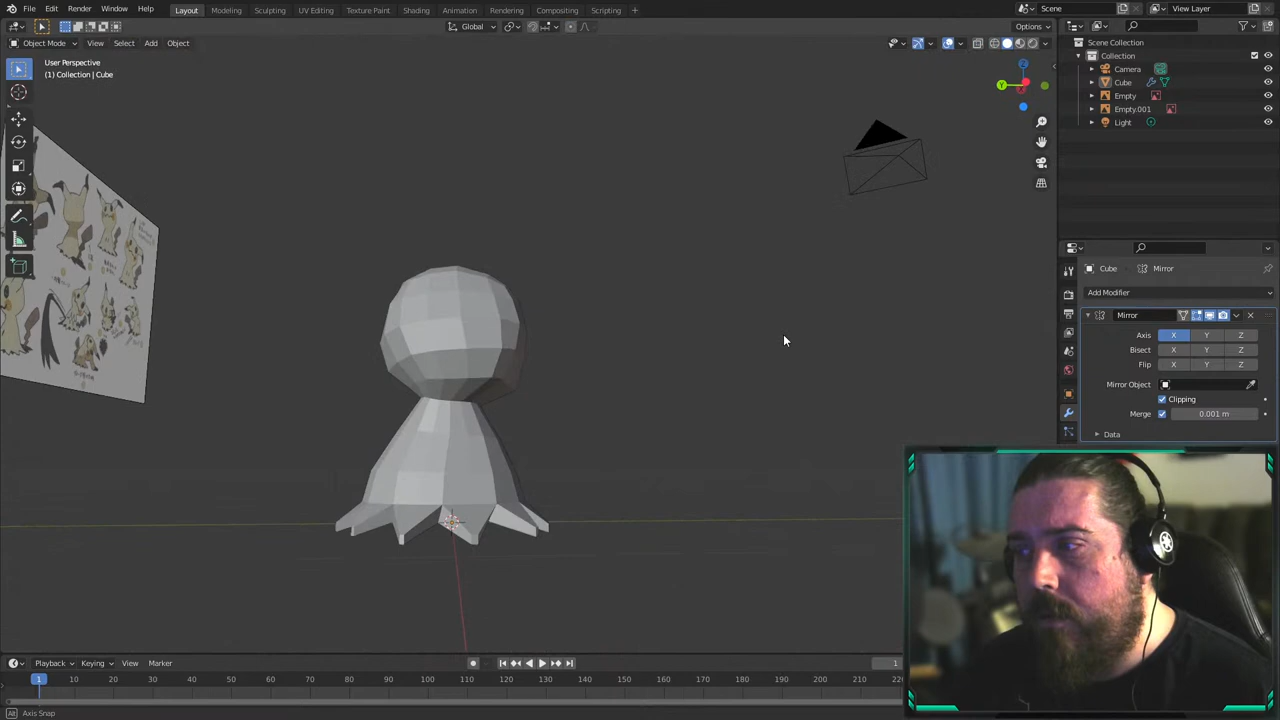 File Edit Render Window Help Layout Modeling Sculpting UV Editing Texture Paint Shading Animation Rendering Compositing Scripting + Scene View Layer
Global Options
Object Mode View Select Add Object
User Perspective
(1) Collection | Cube
Y
Z
Scene Collection
Collection
Camera
Cube
Empty
Empty.001
Light
Cube Mirror
Add Modifier
Mirror
Axis X Y Z
Bisect X Y Z
Flip X Y Z
Mirror Object
Clipping
Merge 0.001 m
Data
Playback Keying View Marker 1
1 10 20 30 40 50 60 70 80 90 100 110 120 130 140 150 160 170 180 190 200 210
Axis Snap